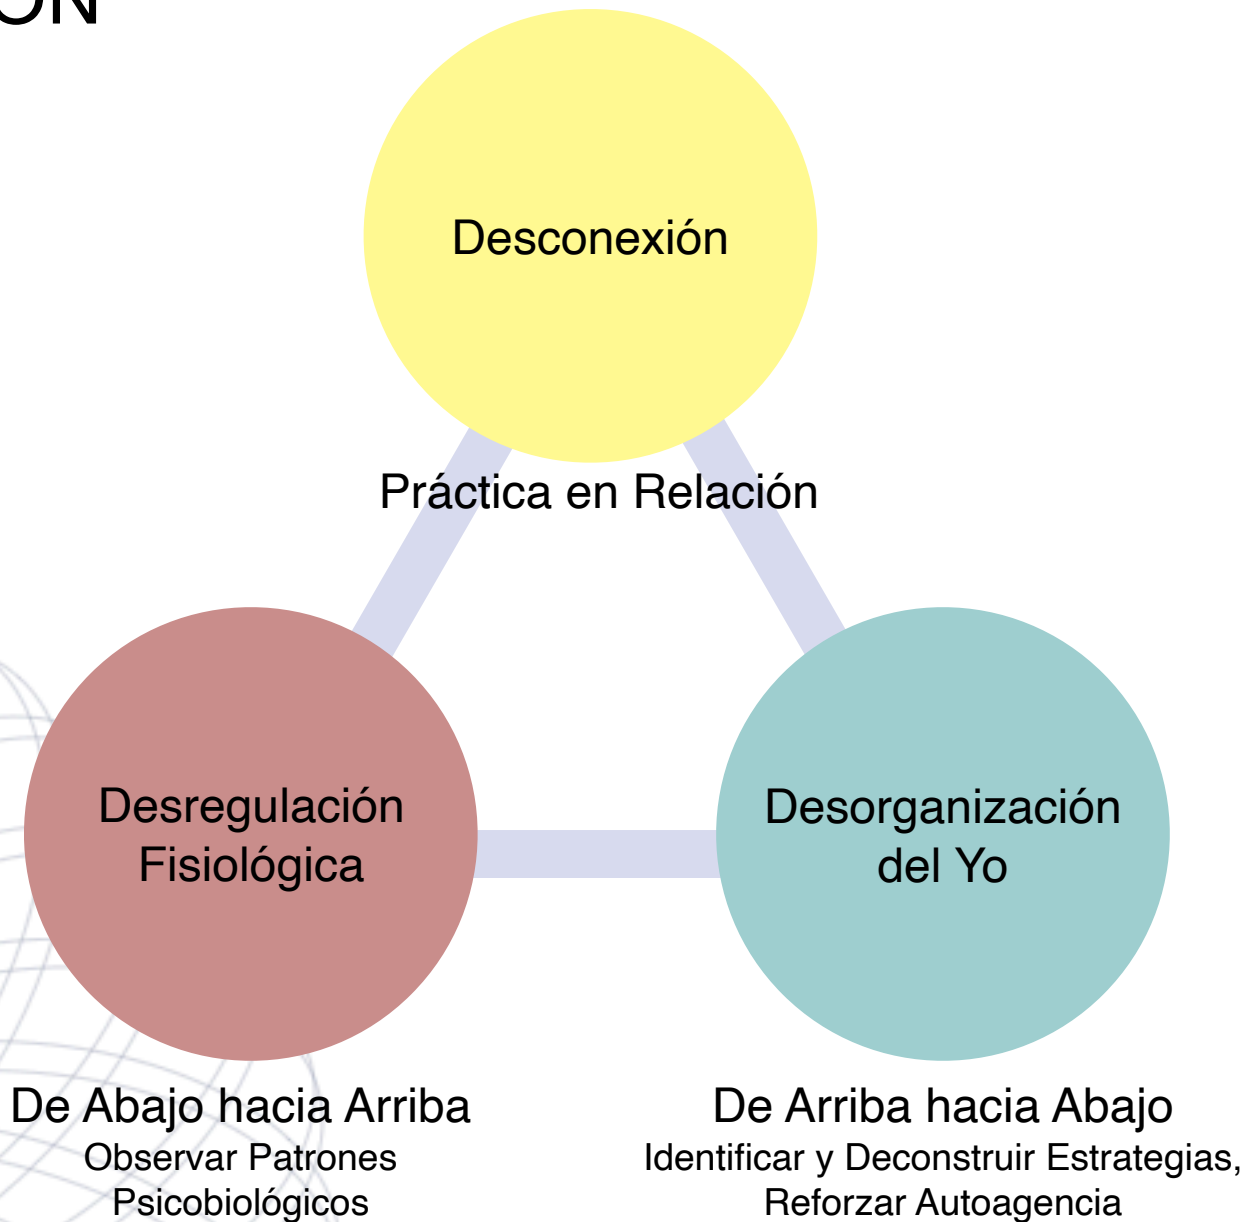 ÓN
Desconexión
Práctica en Relación
Desregulación
Fisiológica
Desorganización
del Yo
De Abajo hacia Arriba
Observar Patrones
Psicobiológicos
De Arriba hacia Abajo
Identificar y Deconstruir Estrategias,
Reforzar Autoagencia